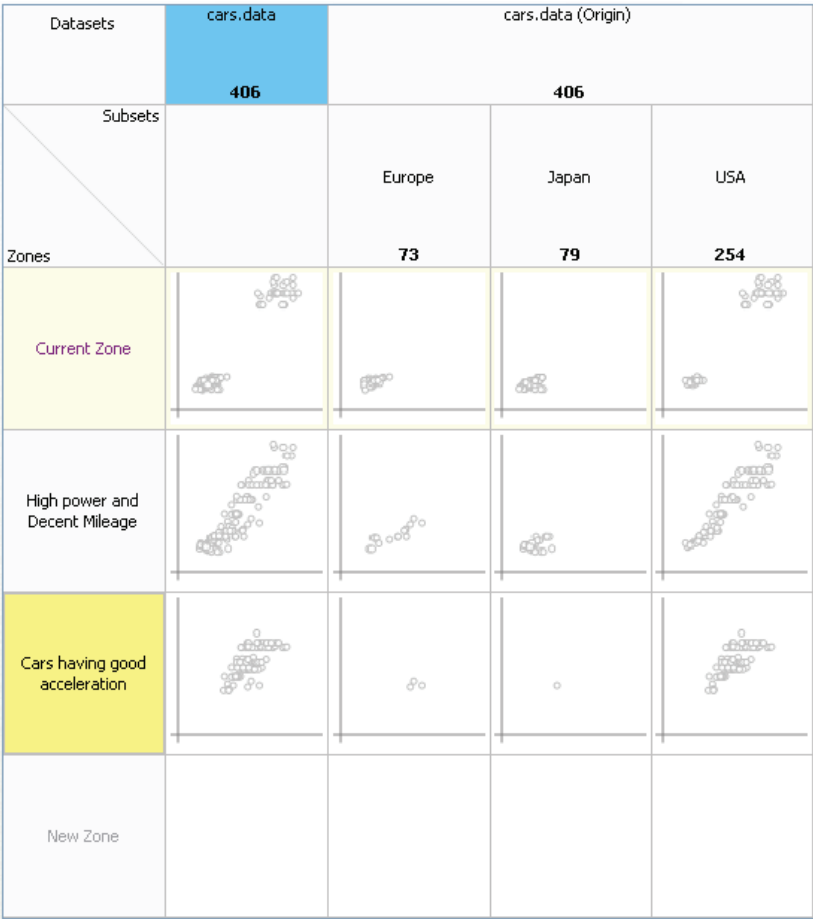 Datasets
cars.data
406
cars.data (Origin)
406
Subsets
Zones
Europe
73
Japan
79
USA
254
Current Zone
High power and
Decent Mileage
Cars having good
acceleration
New Zone